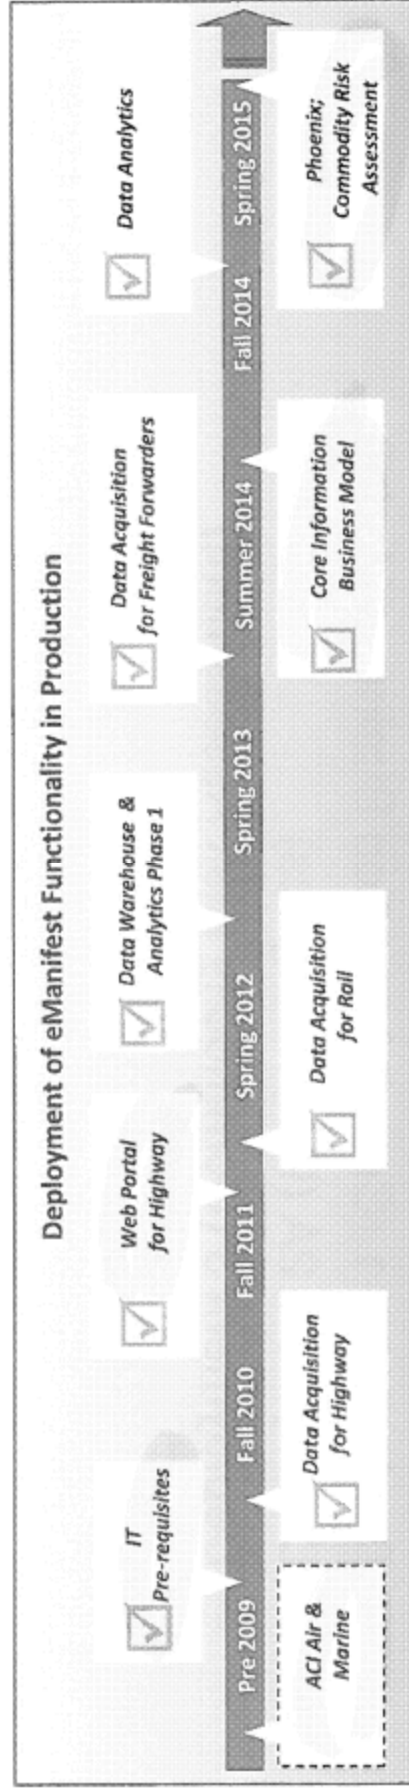 Deployment of eManifest Functionality in Production
IT
Pre-requisites
Web Portal
for Highway
Data Warehouse &
Analytics Phase 1
Data Acquisition
for Freight Forwarders
Data Analytics
Pre 2009
Fall 2010
Fall 2011
Spring 2012
Spring 2013
Summer 2014
Fall 2014
Spring 2015
ACI Air &
Marine
Data Acquisition
for Highway
Data Acquisition
for Rail
Core Information
Business Model
Phoenix;
Commodity Risk
Assessment